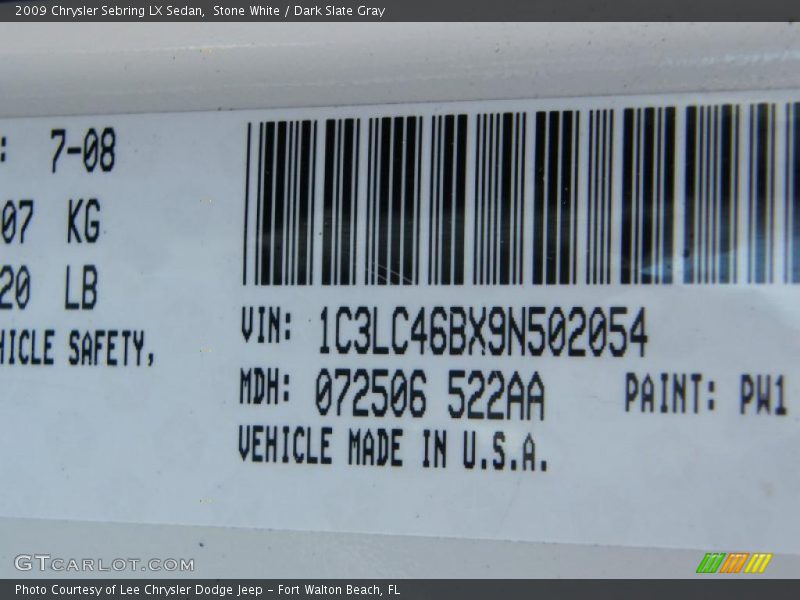 2009 Chrysler Sebring LX Sedan,  Stone White / Dark Slate Gray
: 7-08
07 KG
20 LB
HICLE SAFETY,
VIN: 1C3LC46BX9N502054
MDH: 072506 522AA PAINT: PW1
VEHICLE MADE IN U.S.A.
GTCARLOT.COM
Photo Courtesy of Lee Chrysler Dodge Jeep - Fort Walton Beach, FL